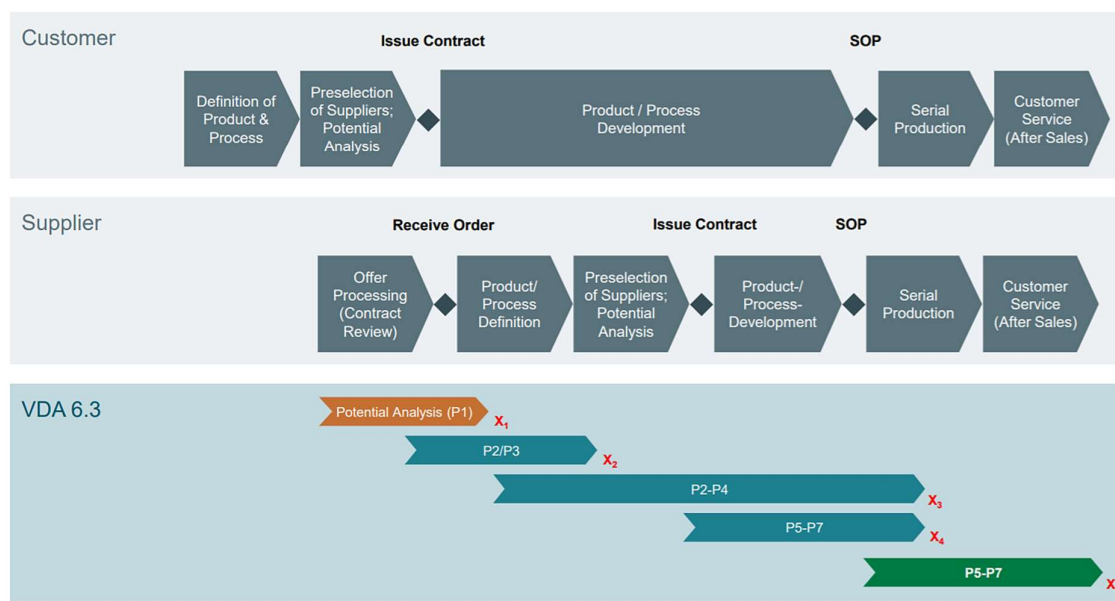 Customer
Issue Contract
SOP
Definition of
Product &
Process
Preselection
of Suppliers;
Potential
Analysis
Product / Process
Development
Serial
Production
Customer
Service
(After Sales)
Supplier
Receive Order
Issue Contract
SOP
Offer
Processing
(Contract
Review)
Product/
Process
Definition
Preselection
of Suppliers;
Potential
Analysis
Product-/
Process-
Development
Serial
Production
Customer
Service
(After Sales)
VDA 6.3
Potential Analysis (P1)
X₁
P2/P3
X₂
P2-P4
X₃
P5-P7
X₄
P5-P7
X